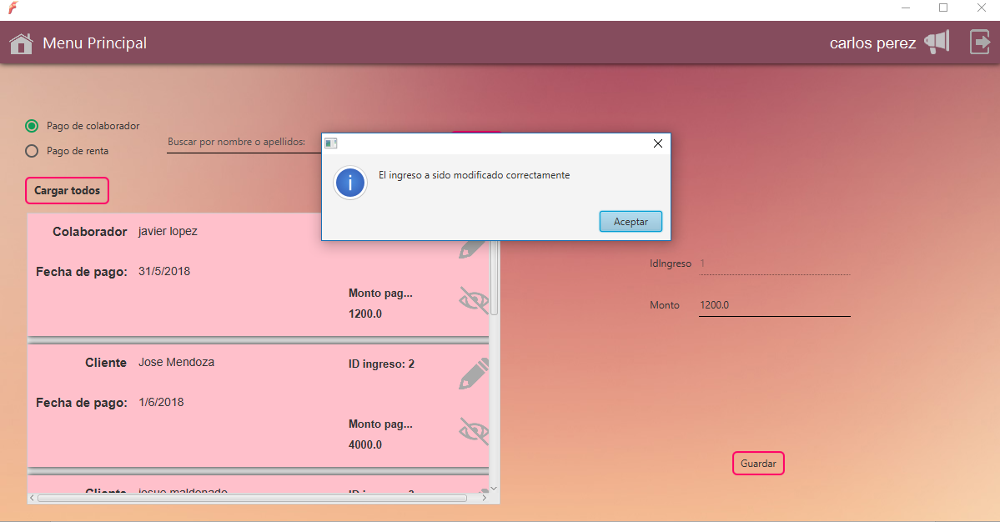 Menu Principal
carlos perez
Pago de colaborador
Pago de renta
Buscar por nombre o apellidos:
Cargar todos
El ingreso a sido modificado correctamente
Aceptar
Colaborador javier lopez
Fecha de pago: 31/5/2018
Monto pag...
1200.0
Cliente Jose Mendoza
ID ingreso: 2
Fecha de pago: 1/6/2018
Monto pag...
4000.0
Cliente josue maldonado
IdIngreso 1
Monto 1200.0
Guardar